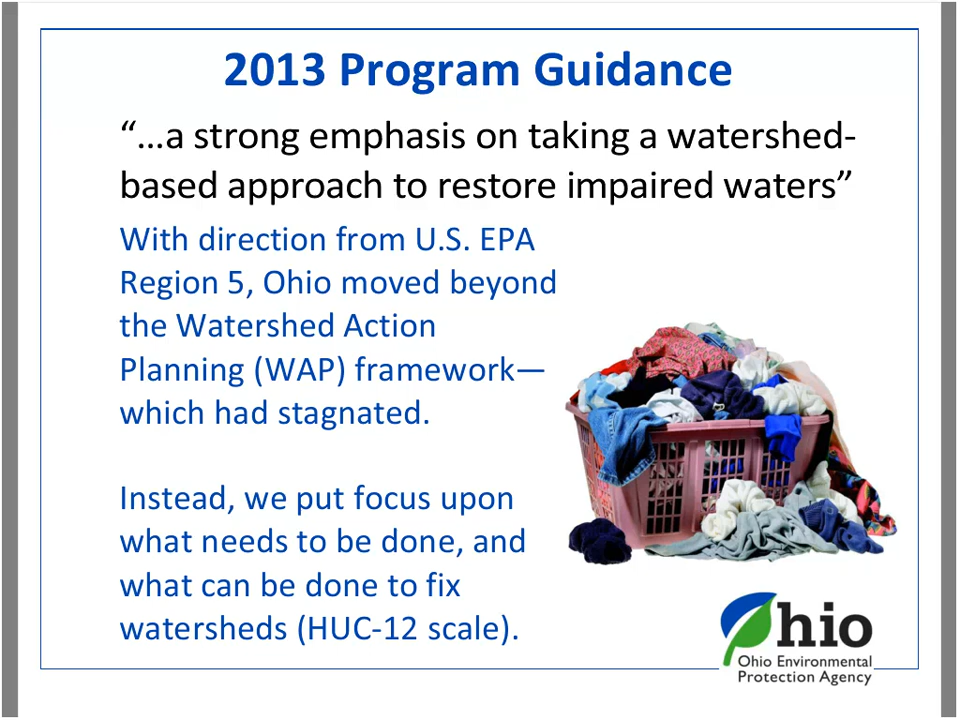 2013 Program Guidance
“…a strong emphasis on taking a watershed-
based approach to restore impaired waters”
With direction from U.S. EPA
Region 5, Ohio moved beyond
the Watershed Action
Planning (WAP) framework—
which had stagnated.
Instead, we put focus upon
what needs to be done, and
what can be done to fix
watersheds (HUC-12 scale).
Ohio
Ohio Environmental
Protection Agency